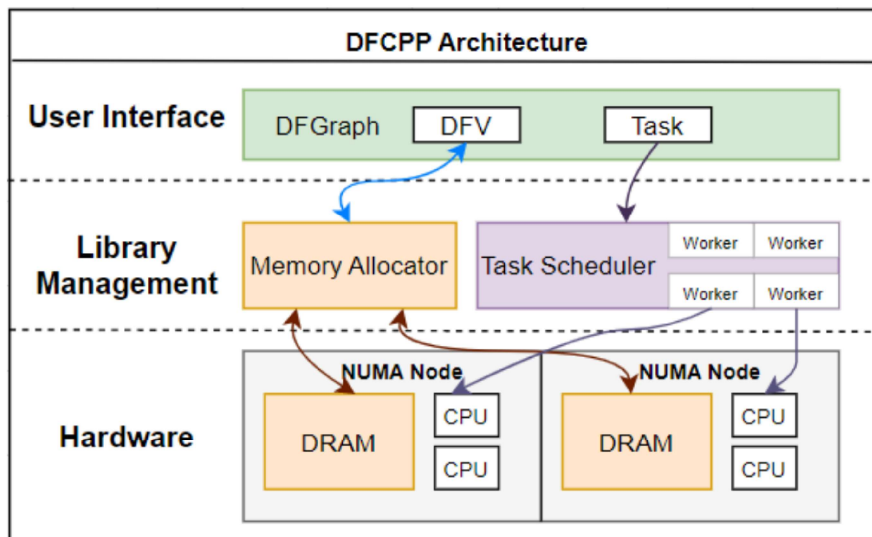 DFCPP Architecture
User Interface
DFGraph
DFV
Task
Library
Management
Memory Allocator
Task Scheduler
Worker
Worker
Worker
Worker
Hardware
NUMA Node
DRAM
CPU
CPU
NUMA Node
DRAM
CPU
CPU